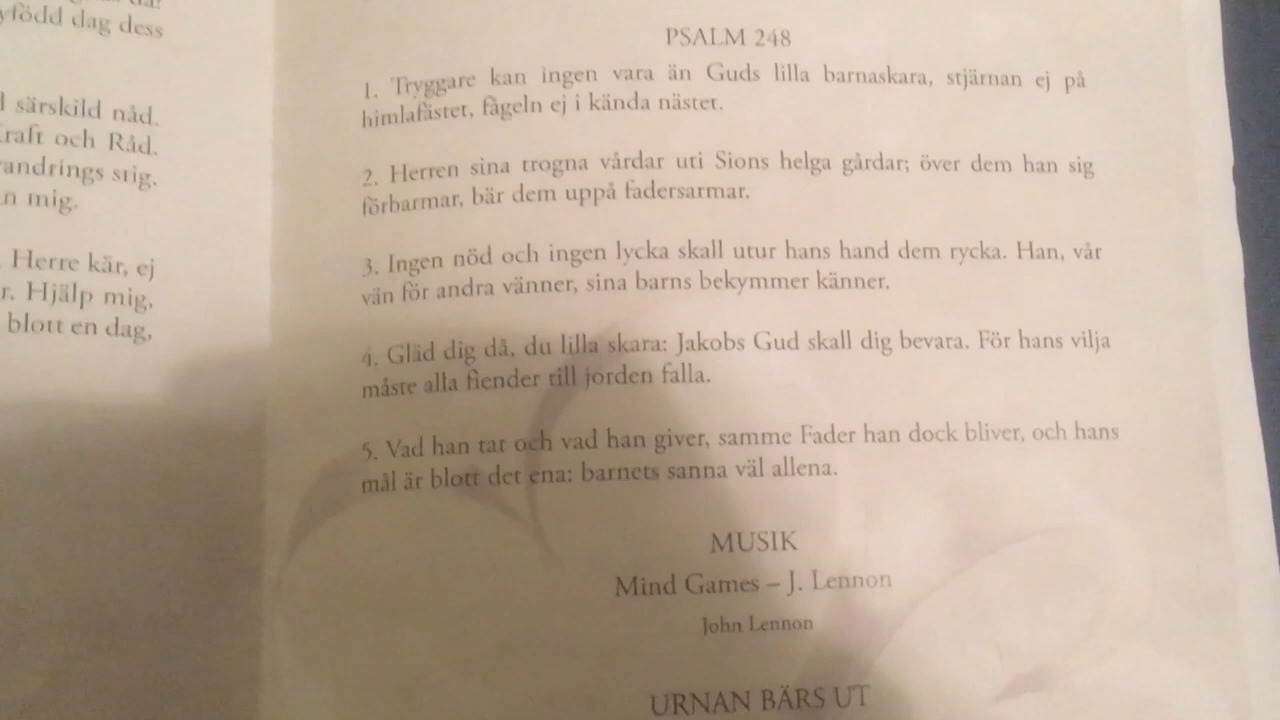 yfödd dag dess
särskild nåd.
kraft och Råd.
vandrings stig.
mig.
Herre kär, ej
Hjälp mig,
blott en dag,
PSALM 248
1. Tryggare kan ingen vara än Guds lilla barnaskara, stjärnan ej på
himlafästet, fågeln ej i kända nästet.
2. Herren sina trogna vårdar uti Sions helga gårdar; över dem han sig
förbarmar, bär dem uppå fadersarmar.
3. Ingen nöd och ingen lycka skall utur hans hand dem rycka. Han, vår
vän för andra vänner, sina barns bekymmer känner.
4. Gläd dig då, du lilla skara: Jakobs Gud skall dig bevara. För hans vilja
måste alla fiender till jorden falla.
5. Vad han tar och vad han giver, samme Fader han dock bliver, och hans
mål är blott det ena: barnets sanna väl allena.
MUSIK
Mind Games – J. Lennon
John Lennon
URNAN BÄRS UT